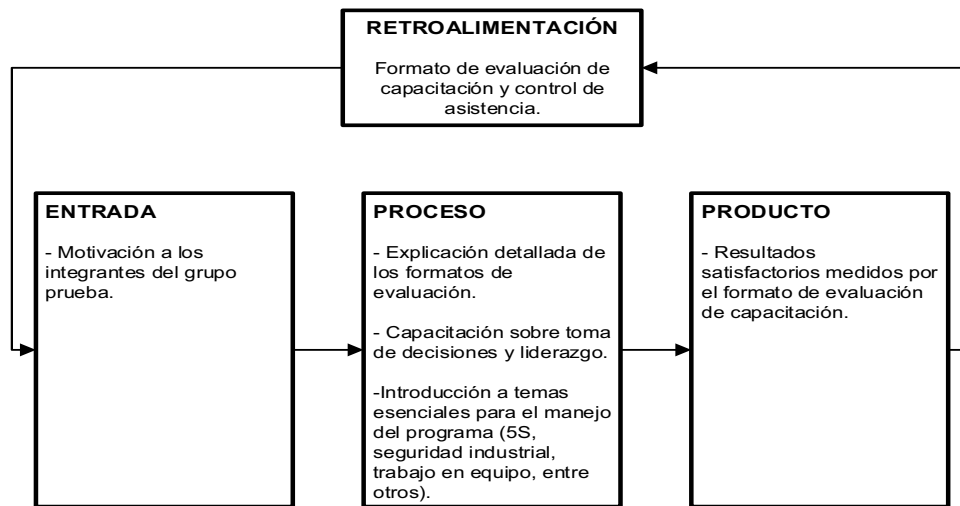 RETROALIMENTACIÓN
Formato de evaluación de
capacitación y control de
asistencia.
ENTRADA
- Motivación a los
integrantes del grupo
prueba.
PROCESO
- Explicación detallada de
los formatos de
evaluación.
- Capacitación sobre toma
de decisiones y liderazgo.
-Introducción a temas
esenciales para el manejo
del programa (5S,
seguridad industrial,
trabajo en equipo, entre
otros).
PRODUCTO
- Resultados
satisfactorios medidos por
el formato de evaluación
de capacitación.